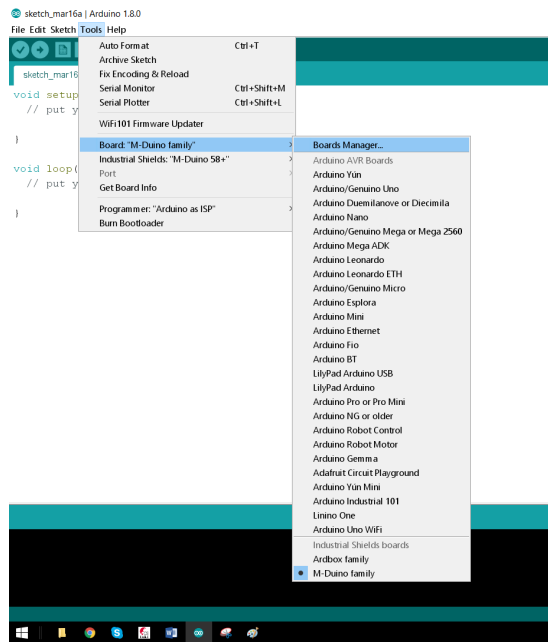 sketch_mar16a | Arduino 1.8.0
File Edit Sketch Tools Help
sketch_mar16
void setup
// put y
}
void loop(
// put y
}
Auto Format Ctrl+T
Archive Sketch
Fix Encoding & Reload
Serial Monitor Ctrl+Shift+M
Serial Plotter Ctrl+Shift+L
WiFi101 Firmware Updater
Board: "M-Duino family"
Industrial Shields: "M-Duino 58+"
Port
Get Board Info
Programmer: "Arduino as ISP"
Burn Bootloader
Boards Manager...
Arduino AVR Boards
Arduino Yún
Arduino/Genuino Uno
Arduino Duemilanove or Diecimila
Arduino Nano
Arduino/Genuino Mega or Mega 2560
Arduino Mega ADK
Arduino Leonardo
Arduino Leonardo ETH
Arduino/Genuino Micro
Arduino Esplora
Arduino Mini
Arduino Ethernet
Arduino Fio
Arduino BT
LilyPad Arduino USB
LilyPad Arduino
Arduino Pro or Pro Mini
Arduino NG or older
Arduino Robot Control
Arduino Robot Motor
Arduino Gemma
Adafruit Circuit Playground
Arduino Yún Mini
Arduino Industrial 101
Linino One
Arduino Uno WiFi
Industrial Shields boards
Ardbox family
M-Duino family